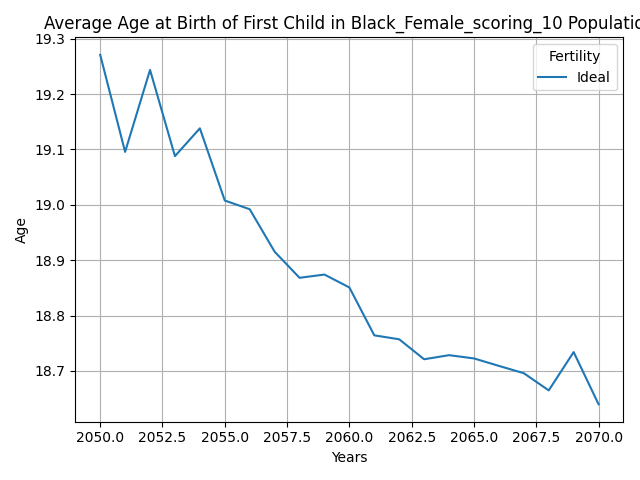 Average Age at Birth of First Child in Black_Female_scoring_10 Populatio
19.3
19.2
19.1
19.0
18.9
18.8
18.7
Age
Fertility
Ideal
2050.0 2052.5 2055.0 2057.5 2060.0 2062.5 2065.0 2067.5 2070.0
Years